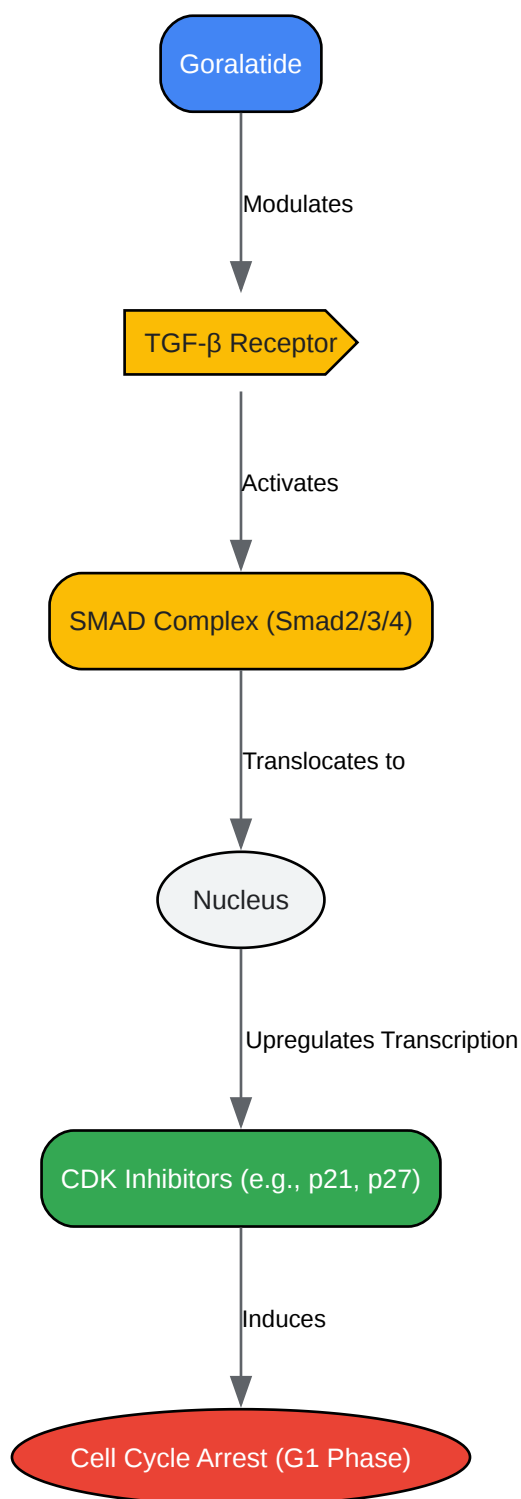 Goralatide
Modulates
TGF-β Receptor
Activates
SMAD Complex (Smad2/3/4)
Translocates to
Nucleus
Upregulates Transcription
CDK Inhibitors (e.g., p21, p27)
Induces
Cell Cycle Arrest (G1 Phase)